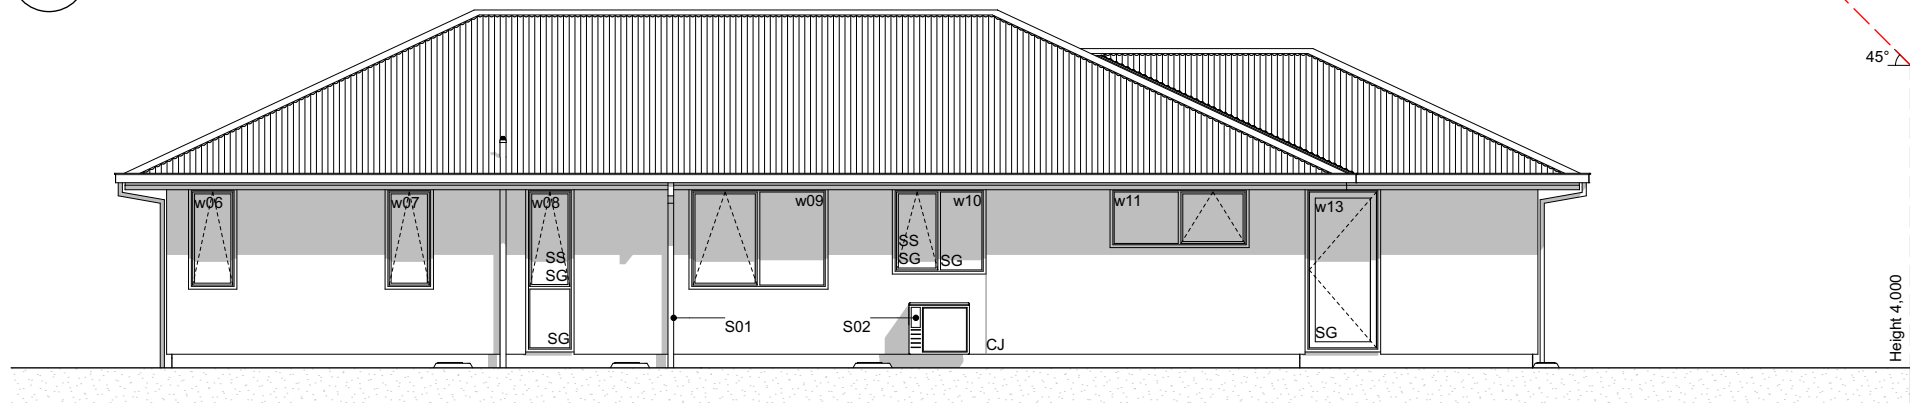 45°
w06
w07
w08
w09
w10
w11
w13
SS
SG
SS
SG
SG
SG
SG
S01
S02
CJ
Height 4,000